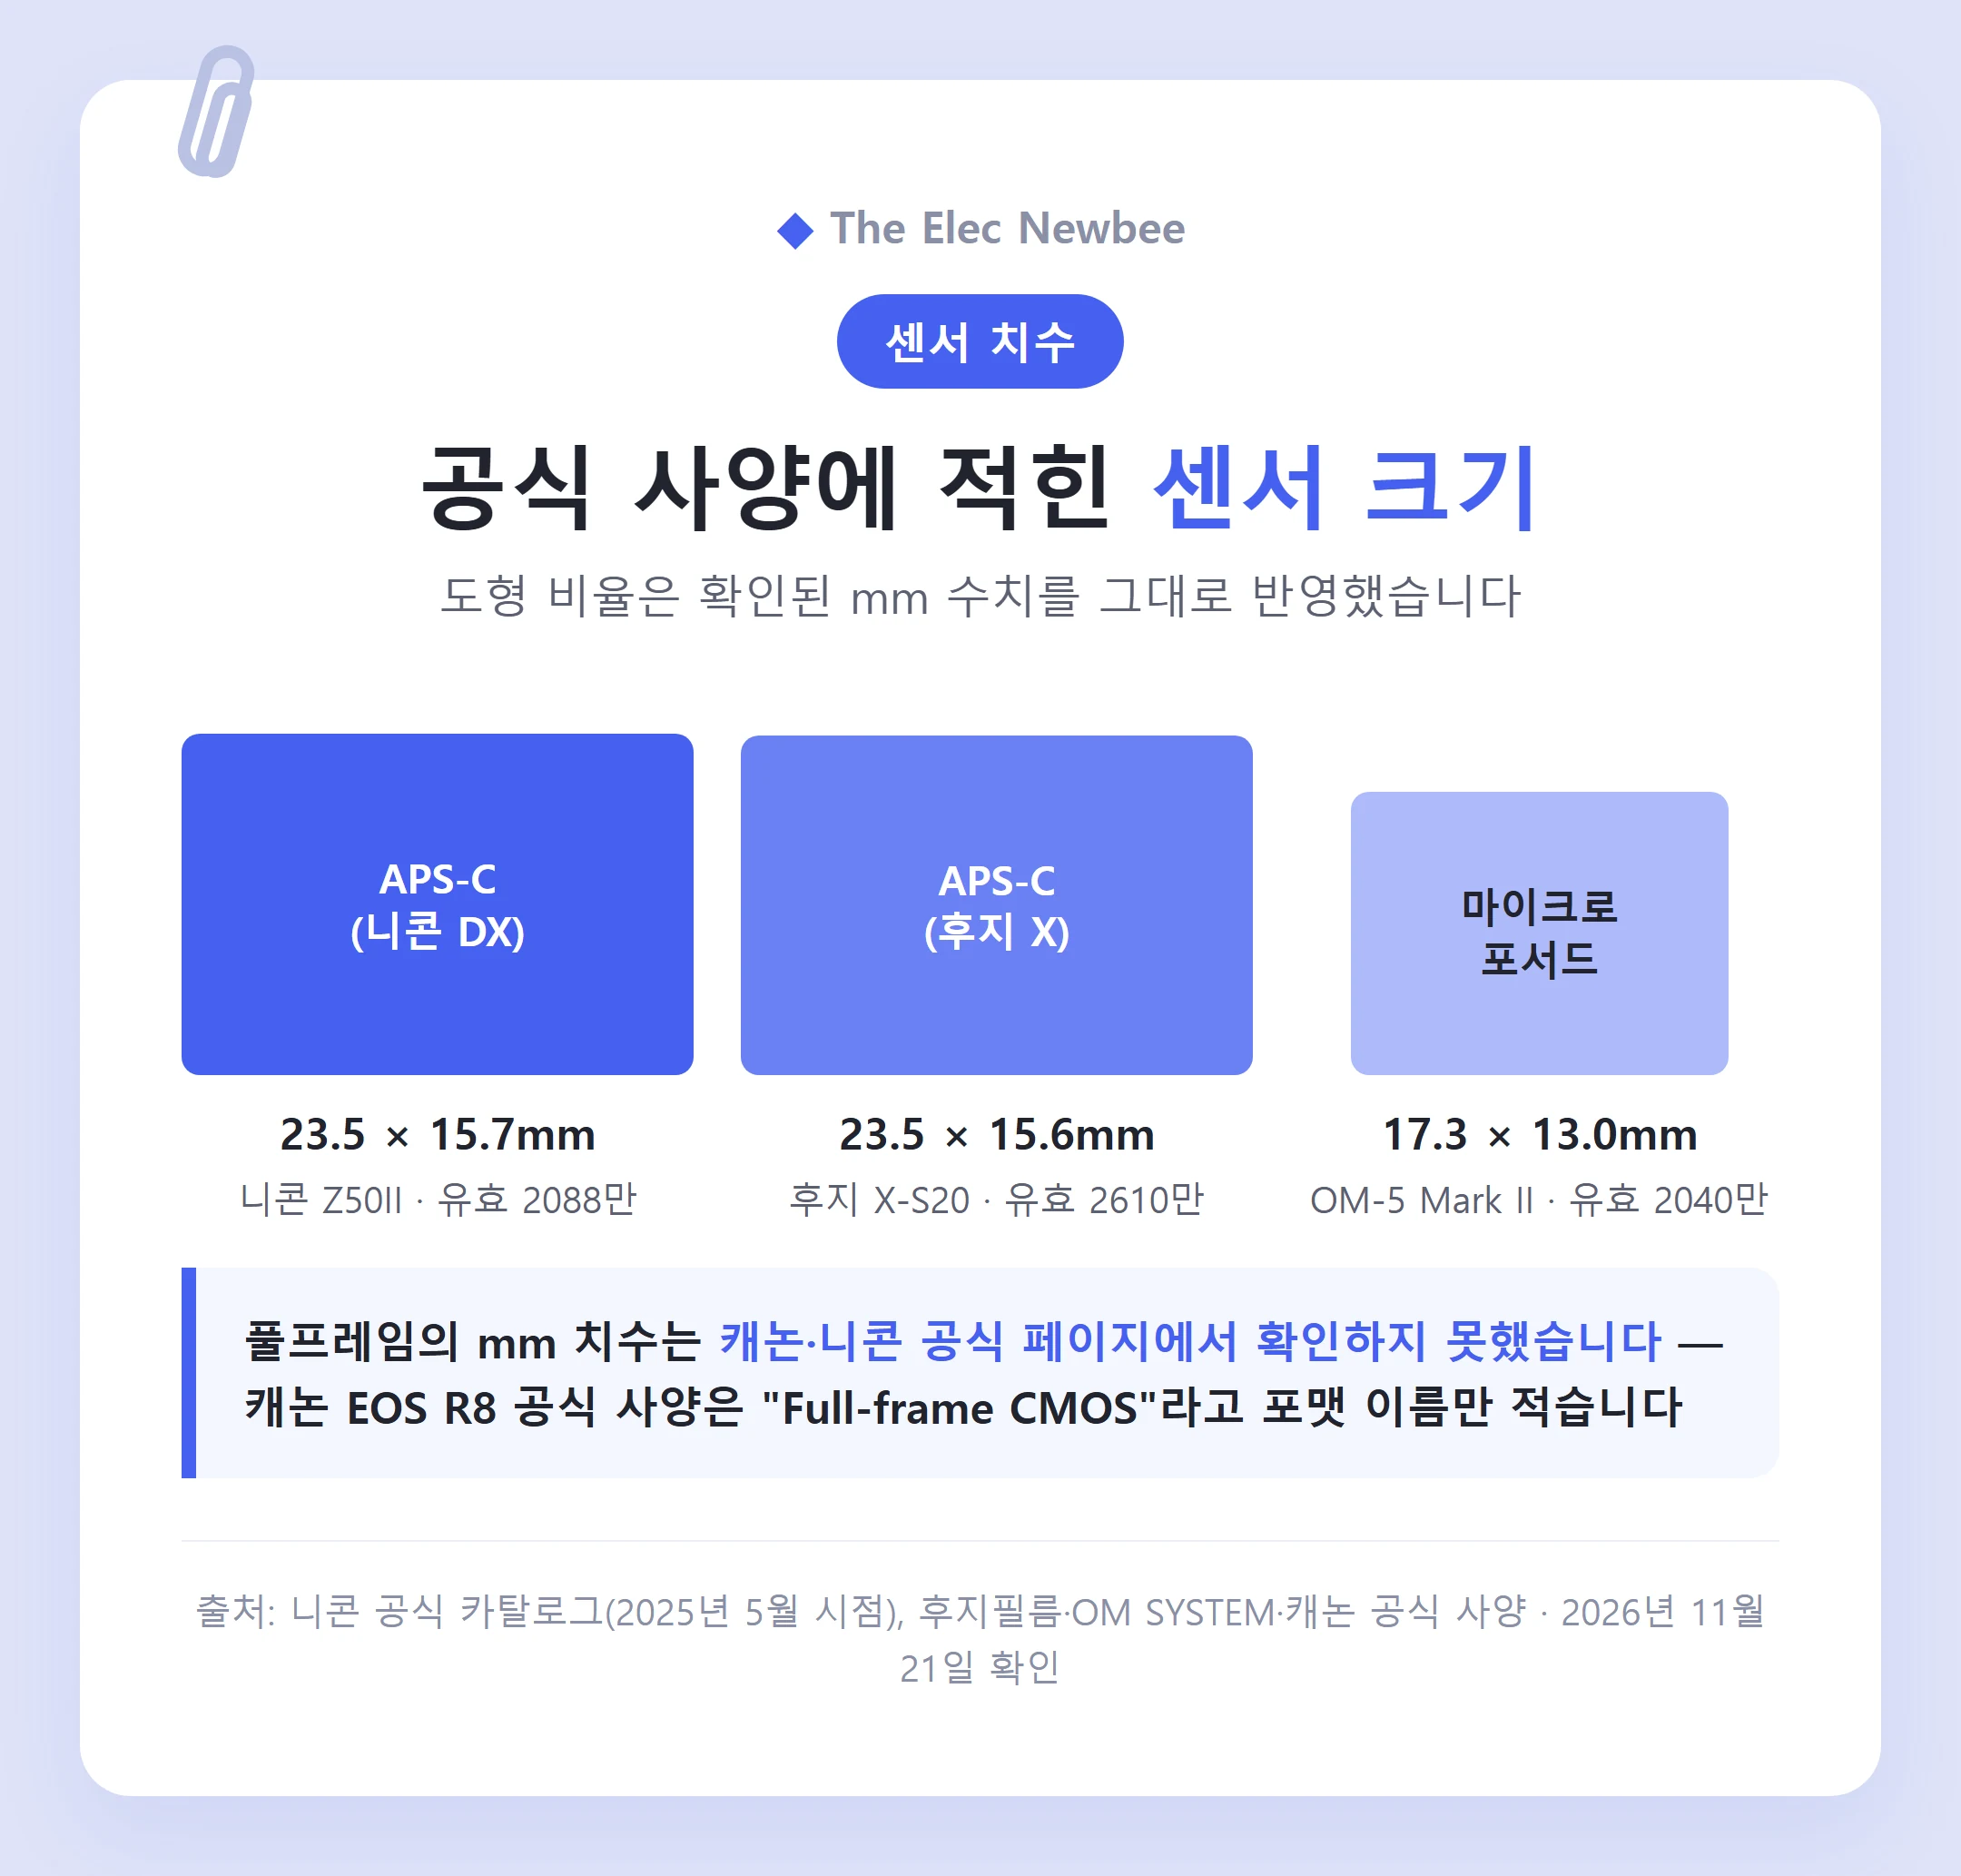 The Elec Newbee
센서 치수
공식 사양에 적힌 센서 크기
도형 비율은 확인된 mm 수치를 그대로 반영했습니다
APS-C
(니콘 DX)
23.5 × 15.7mm
니콘 Z50II · 유효 2088만
APS-C
(후지 X)
23.5 × 15.6mm
후지 X-S20 · 유효 2610만
마이크로
포서드
17.3 × 13.0mm
OM-5 Mark II · 유효 2040만
풀프레임의 mm 치수는 캐논·니콘 공식 페이지에서 확인하지 못했습니다 —
캐논 EOS R8 공식 사양은 "Full-frame CMOS"라고 포맷 이름만 적습니다
출처: 니콘 공식 카탈로그(2025년 5월 시점), 후지필름·OM SYSTEM·캐논 공식 사양 · 2026년 11월
21일 확인